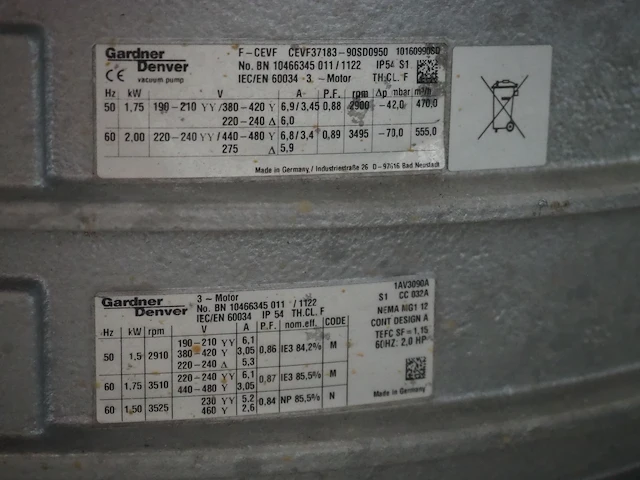 Gardner Denver
CE vacuum pump
F-CEVF CEVF37183-90SD0950 1016099080
No. BN 10466345 011 / 1122 IP54 S1
IEC/EN 60034 3 ~ Motor TH.CL. F
Hz kW V A P.F. rpm Δp mbar m³/h
50 1,75 190-210 YY/380-420 Y 6,9/3,45 0,88 2900 -42,0 470,0
220-240 Δ 6,0
60 2,00 220-240 YY/440-480 Y 6,8/3,4 0,89 3495 -73,0 555,0
275 Δ 5,9
Made in Germany / Industriestraße 26 D - 97616 Bad Neustadt
Gardner Denver
3 ~ Motor
No. BN 10466345 011 / 1122
IEC/EN 60034 IP 54 TH.CL. F
Hz kW rpm V A P.F. nom.eff. CODE
190-210 YY 6,1
50 1,5 2910 380-420 Y 3,05 0,86 IE3 84,2% M
220-240 Δ 5,3
60 1,75 3510 220-240 YY 6,1 0,87 IE3 85,5% M
440-480 Y 3,05
60 1,50 3525 230 YY 5,2 0,84 NP 85,5% N
460 Y 2,6
1AV3090A
S1 CC 032A
NEMA MG1 12
CONT DESIGN A
TEFC SF = 1,15
60HZ: 2,0 HP
Made in Germany